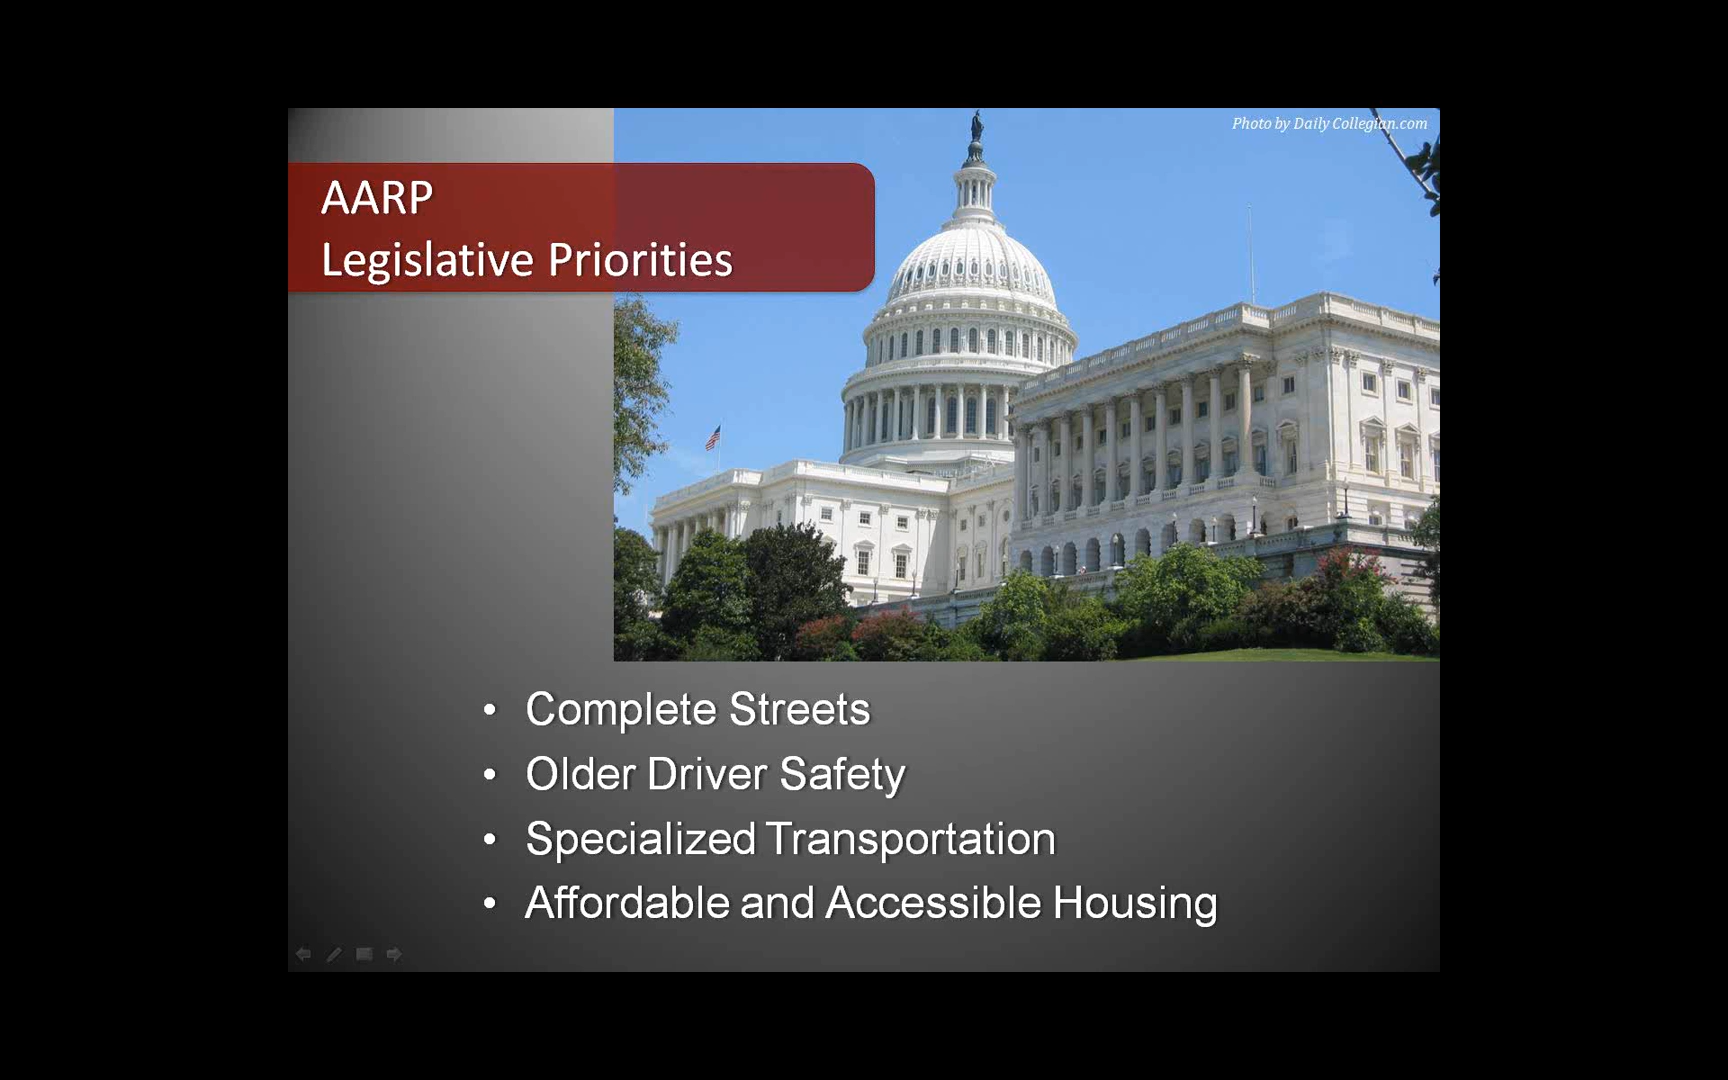 Photo by Daily Collegian.com
AARP
Legislative Priorities
• Complete Streets
• Older Driver Safety
• Specialized Transportation
• Affordable and Accessible Housing